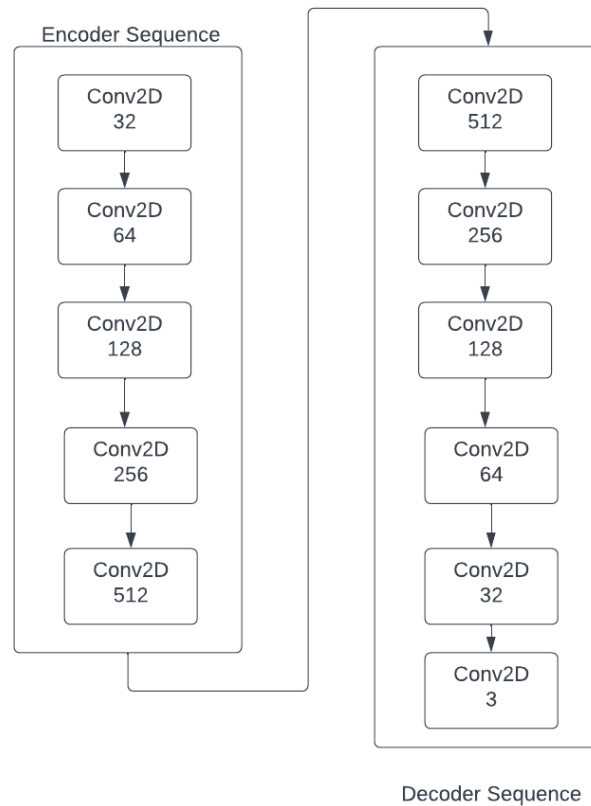 Encoder Sequence
Conv2D
32
Conv2D
64
Conv2D
128
Conv2D
256
Conv2D
512
Conv2D
512
Conv2D
256
Conv2D
128
Conv2D
64
Conv2D
32
Conv2D
3
Decoder Sequence